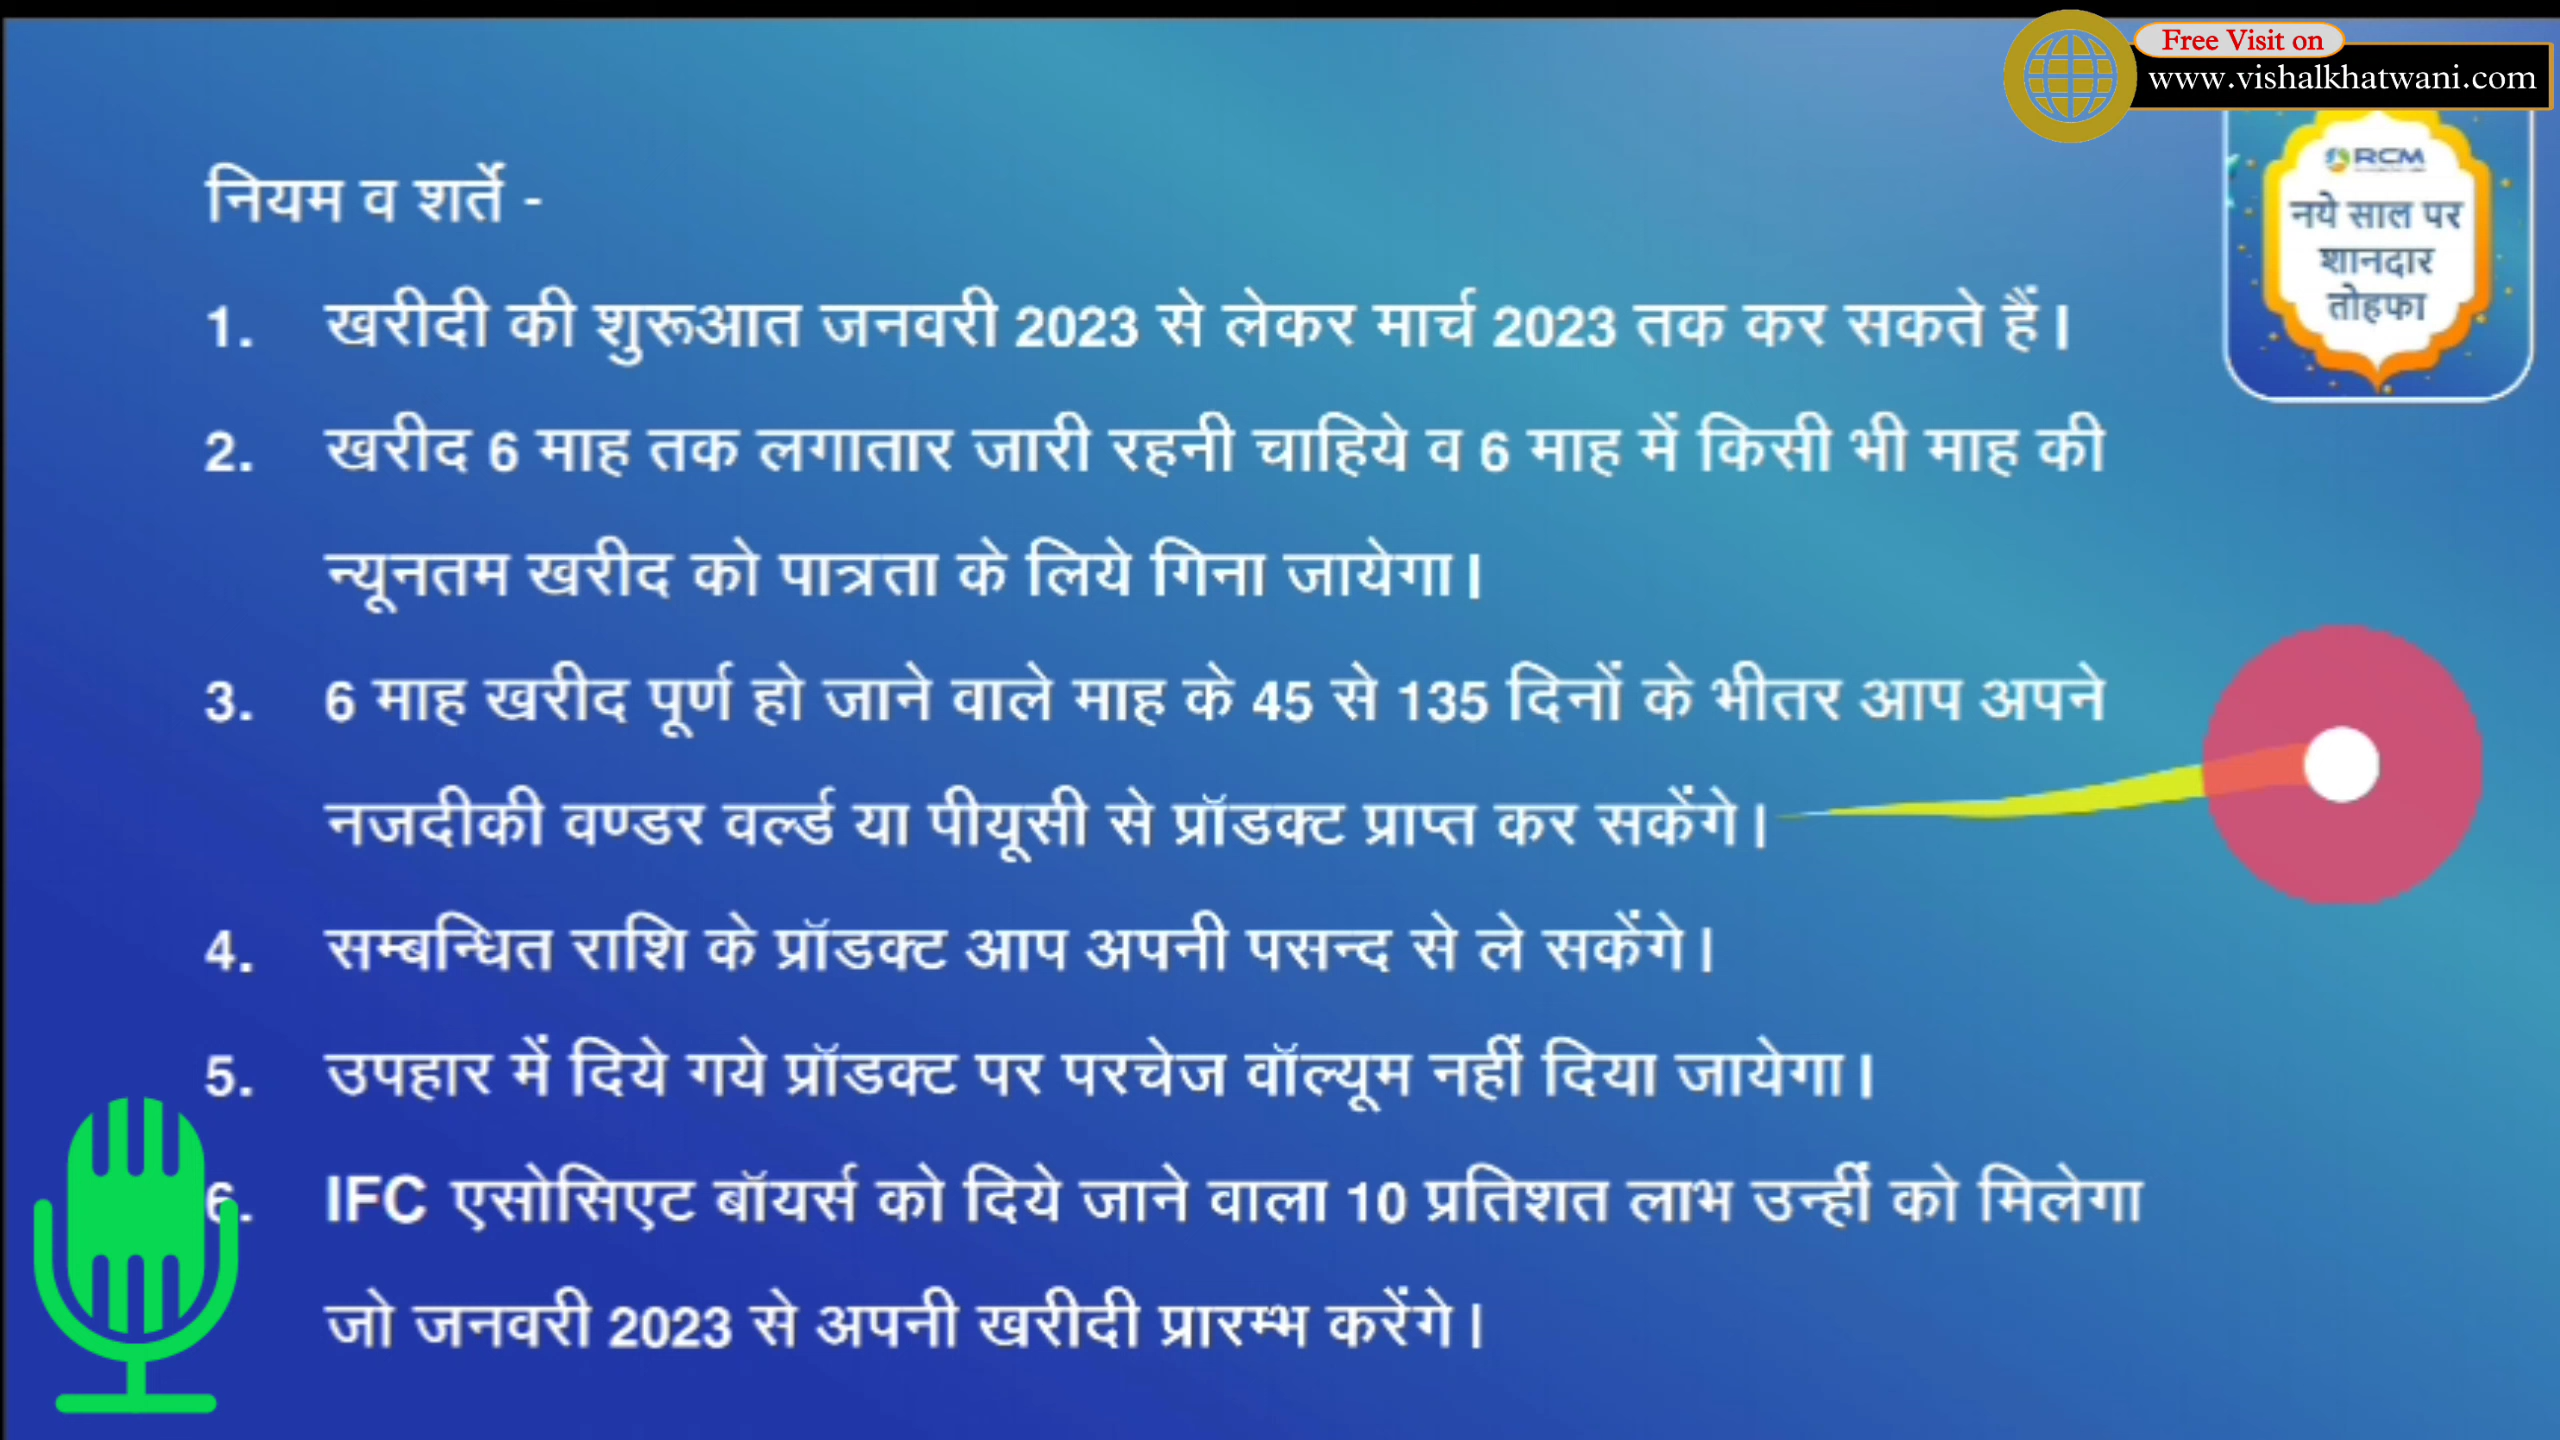 Free Visit on
www.vishalkhatwani.com
RCM
नये साल पर
शानदार
तोहफा
नियम व शर्ते -
1. खरीदी की शुरूआत जनवरी 2023 से लेकर मार्च 2023 तक कर सकते हैं।
2. खरीद 6 माह तक लगातार जारी रहनी चाहिये व 6 माह में किसी भी माह की
न्यूनतम खरीद को पात्रता के लिये गिना जायेगा।
3. 6 माह खरीद पूर्ण हो जाने वाले माह के 45 से 135 दिनों के भीतर आप अपने
नजदीकी वण्डर वर्ल्ड या पीयूसी से प्रॉडक्ट प्राप्त कर सकेंगे।
4. सम्बन्धित राशि के प्रॉडक्ट आप अपनी पसन्द से ले सकेंगे।
5. उपहार में दिये गये प्रॉडक्ट पर परचेज वॉल्यूम नहीं दिया जायेगा।
6. IFC एसोसिएट बॉयर्स को दिये जाने वाला 10 प्रतिशत लाभ उन्हीं को मिलेगा
जो जनवरी 2023 से अपनी खरीदी प्रारम्भ करेंगे।